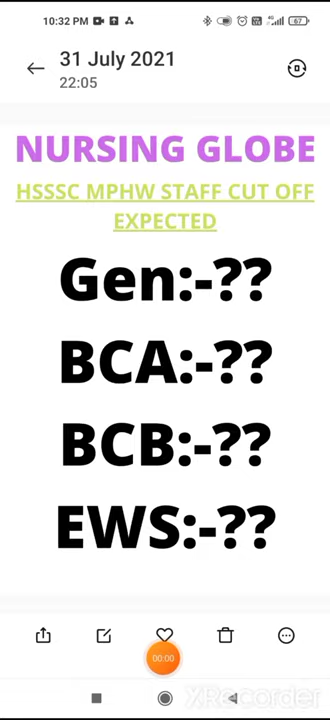 10:32 PM
67
31 July 2021
22:05
NURSING GLOBE
HSSSC MPHW STAFF CUT OFF
EXPECTED
Gen:-??
BCA:-??
BCB:-??
EWS:-??
00:00
XRecorder